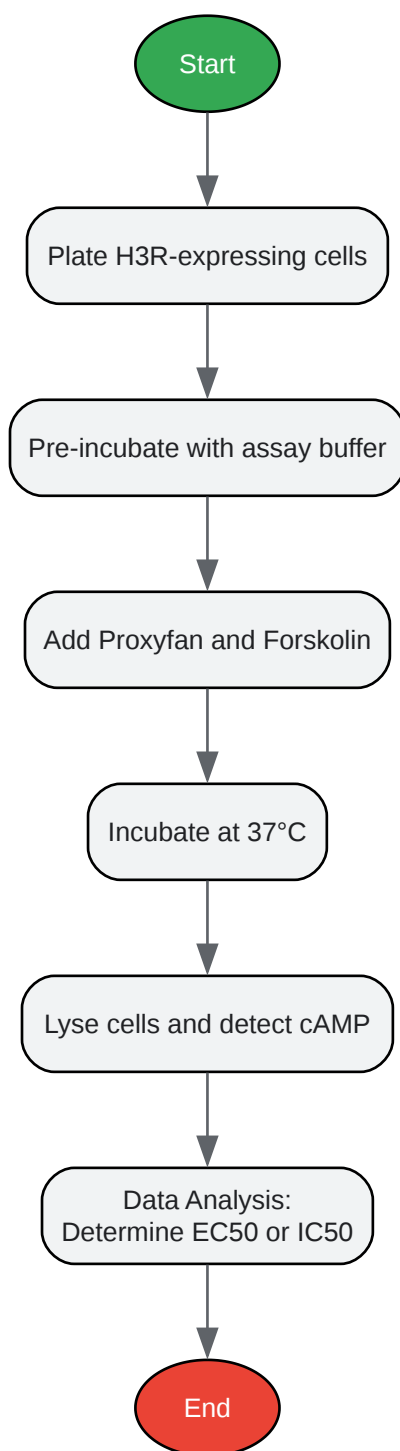 Start
Plate H3R-expressing cells
Pre-incubate with assay buffer
Add Proxyfan and Forskolin
Incubate at 37°C
Lyse cells and detect cAMP
Data Analysis:
Determine EC50 or IC50
End